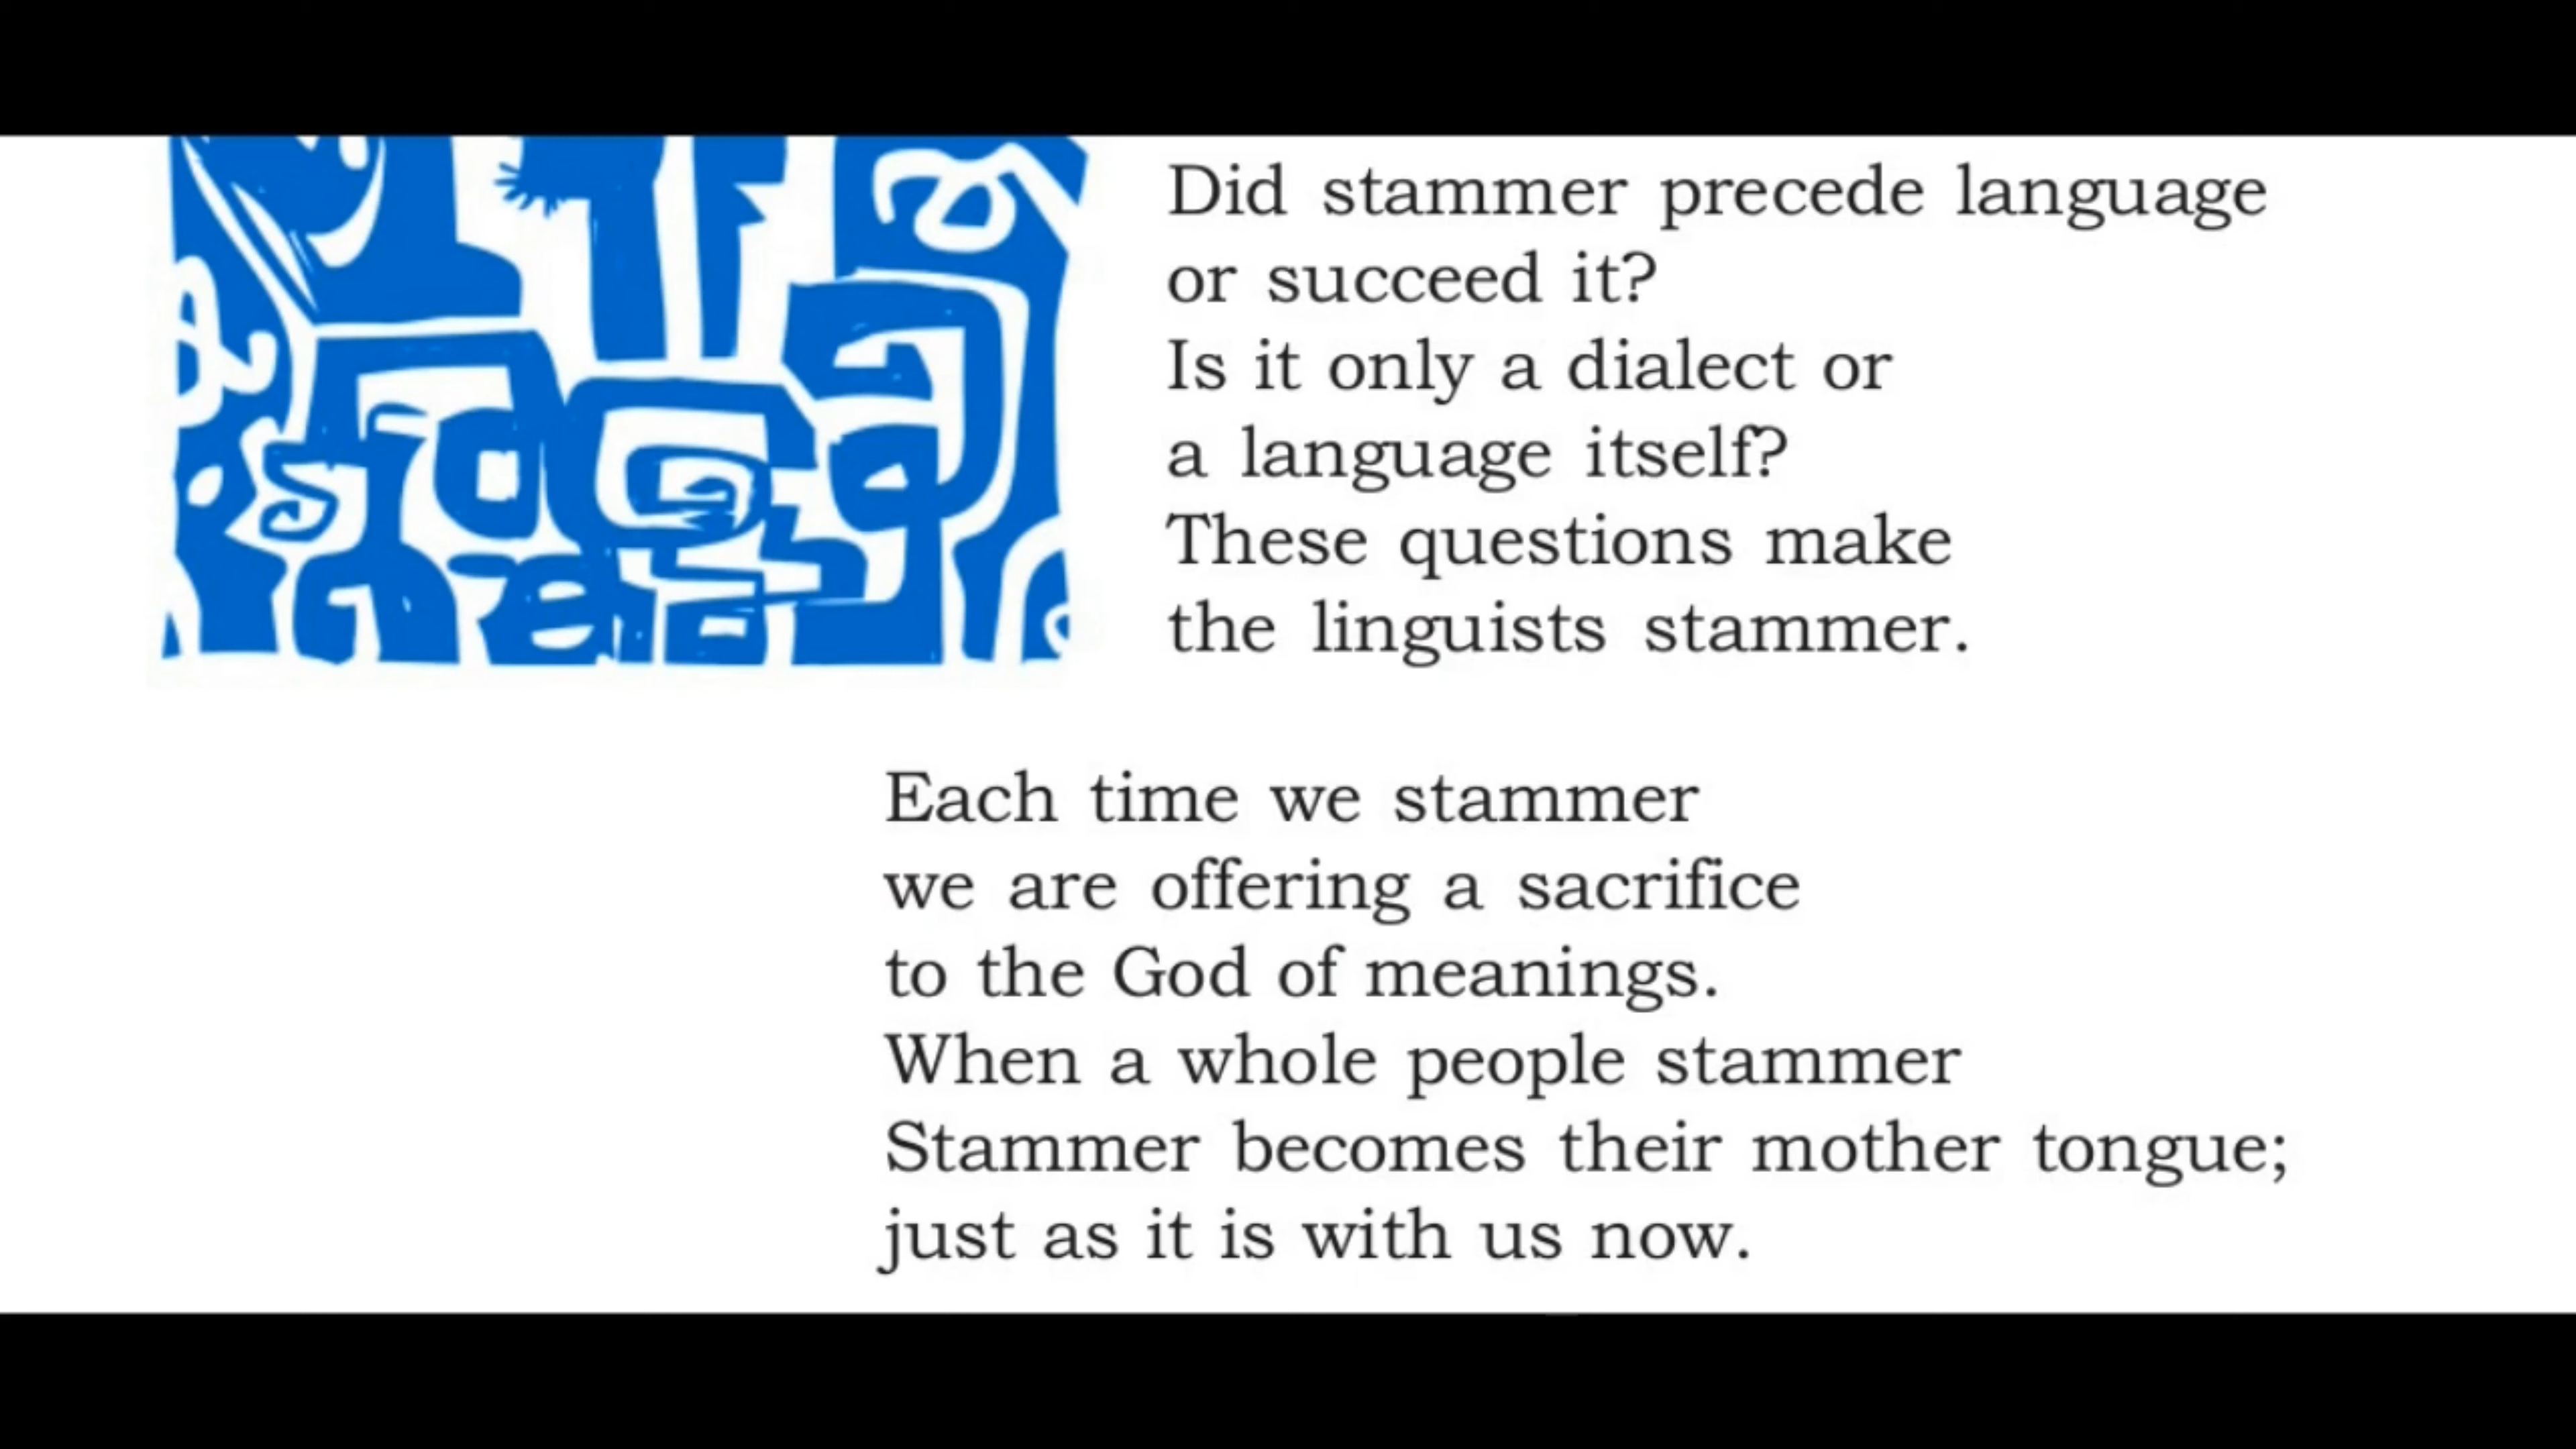 Did stammer precede language
or succeed it?
Is it only a dialect or
a language itself?
These questions make
the linguists stammer.
Each time we stammer
we are offering a sacrifice
to the God of meanings.
When a whole people stammer
Stammer becomes their mother tongue;
just as it is with us now.